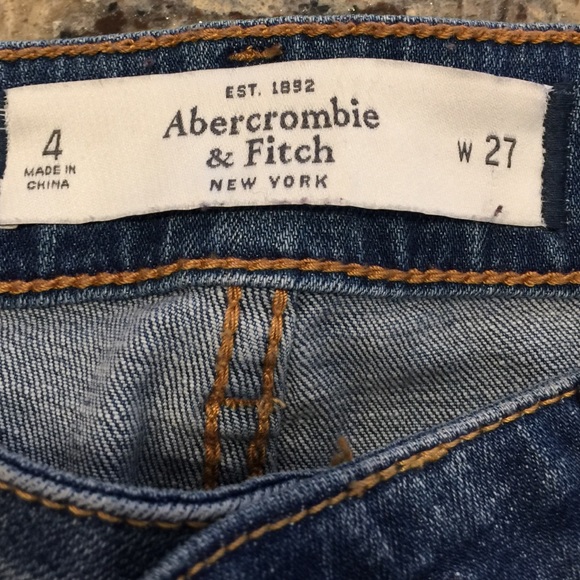 EST. 1892
Abercrombie
& Fitch
NEW YORK
4
MADE IN
CHINA
W 27